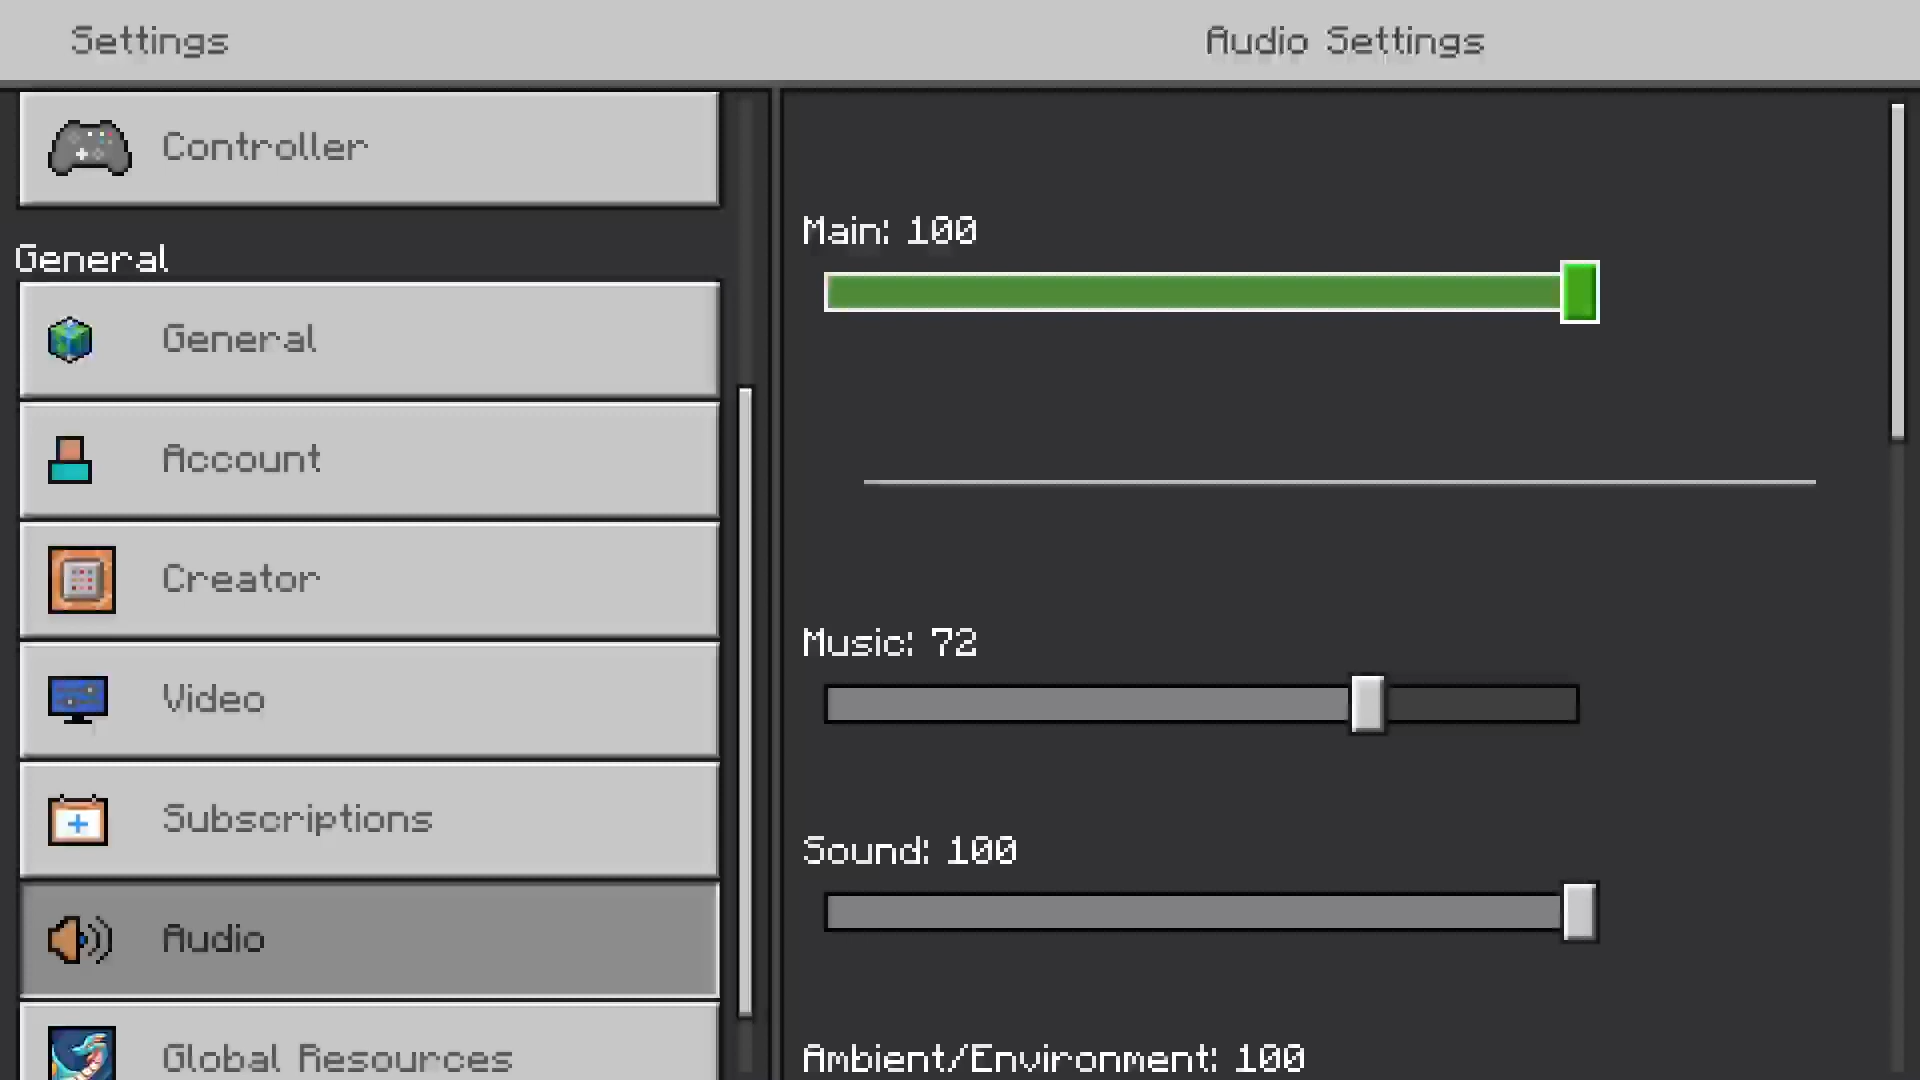 Settings
Audio Settings
Controller
General
General
Account
Creator
Video
Subscriptions
Audio
Global Resources
Main: 100
Music: 72
Sound: 100
Ambient/Environment: 100